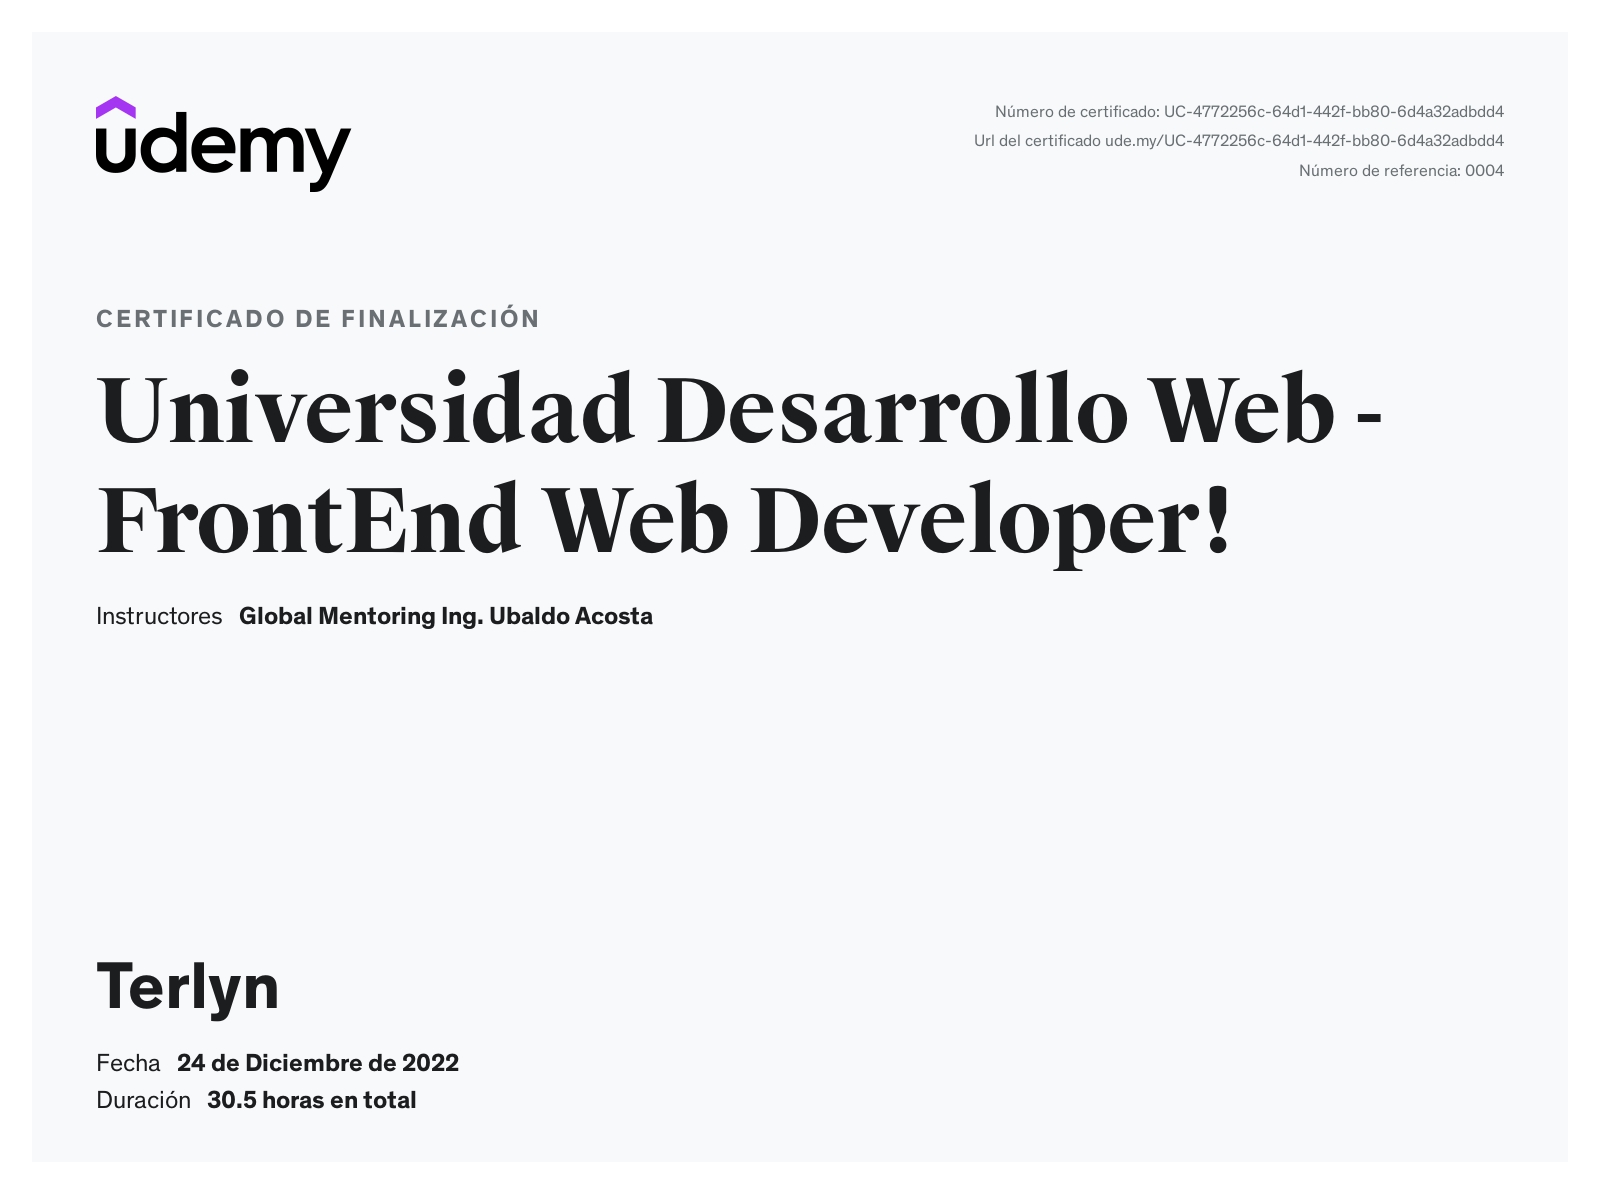 udemy
Número de certificado: UC-4772256c-64d1-442f-bb80-6d4a32adbdd4
Url del certificado ude.my/UC-4772256c-64d1-442f-bb80-6d4a32adbdd4
Número de referencia: 0004
CERTIFICADO DE FINALIZACIÓN
Universidad Desarrollo Web -
FrontEnd Web Developer!
Instructores Global Mentoring Ing. Ubaldo Acosta
Terlyn
Fecha 24 de Diciembre de 2022
Duración 30.5 horas en total